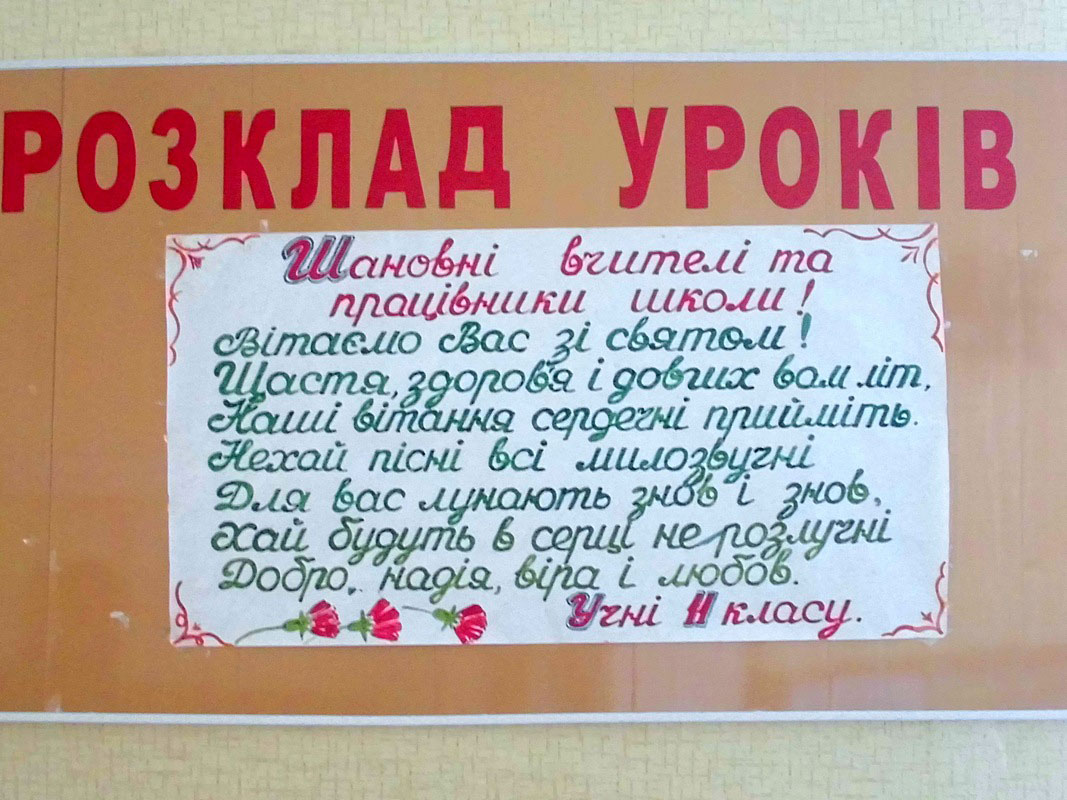 РОЗКЛАД УРОКІВ
Шановні вчителі та
працівники школи!
Вітаємо Вас зі святом!
Щастя, здоров'я і довгих вам літ,
Наші вітання сердечні прийміть.
Нехай пісні всі милозвучні
Для вас лунають знов і знов,
Хай будуть в серці не розлучні
Добро, надія, віра і любов.
Учні 11 класу.